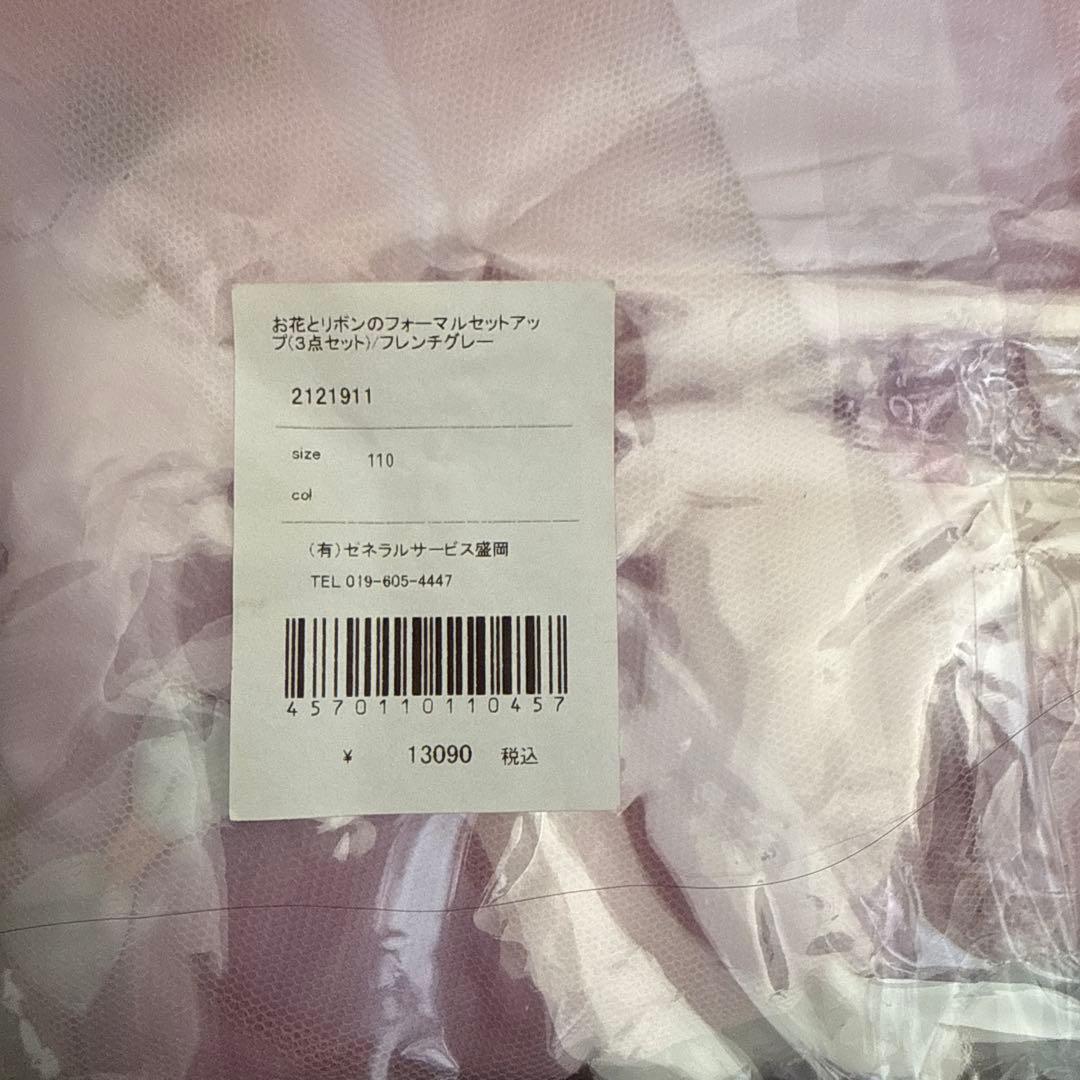 お花とリボンのフォーマルセットアッ
プ(3点セット)/フレンチグレー
2121911
size 110
col
(有)ゼネラルサービス盛岡
TEL 019-605-4447
4570110110457
¥ 13090 税込